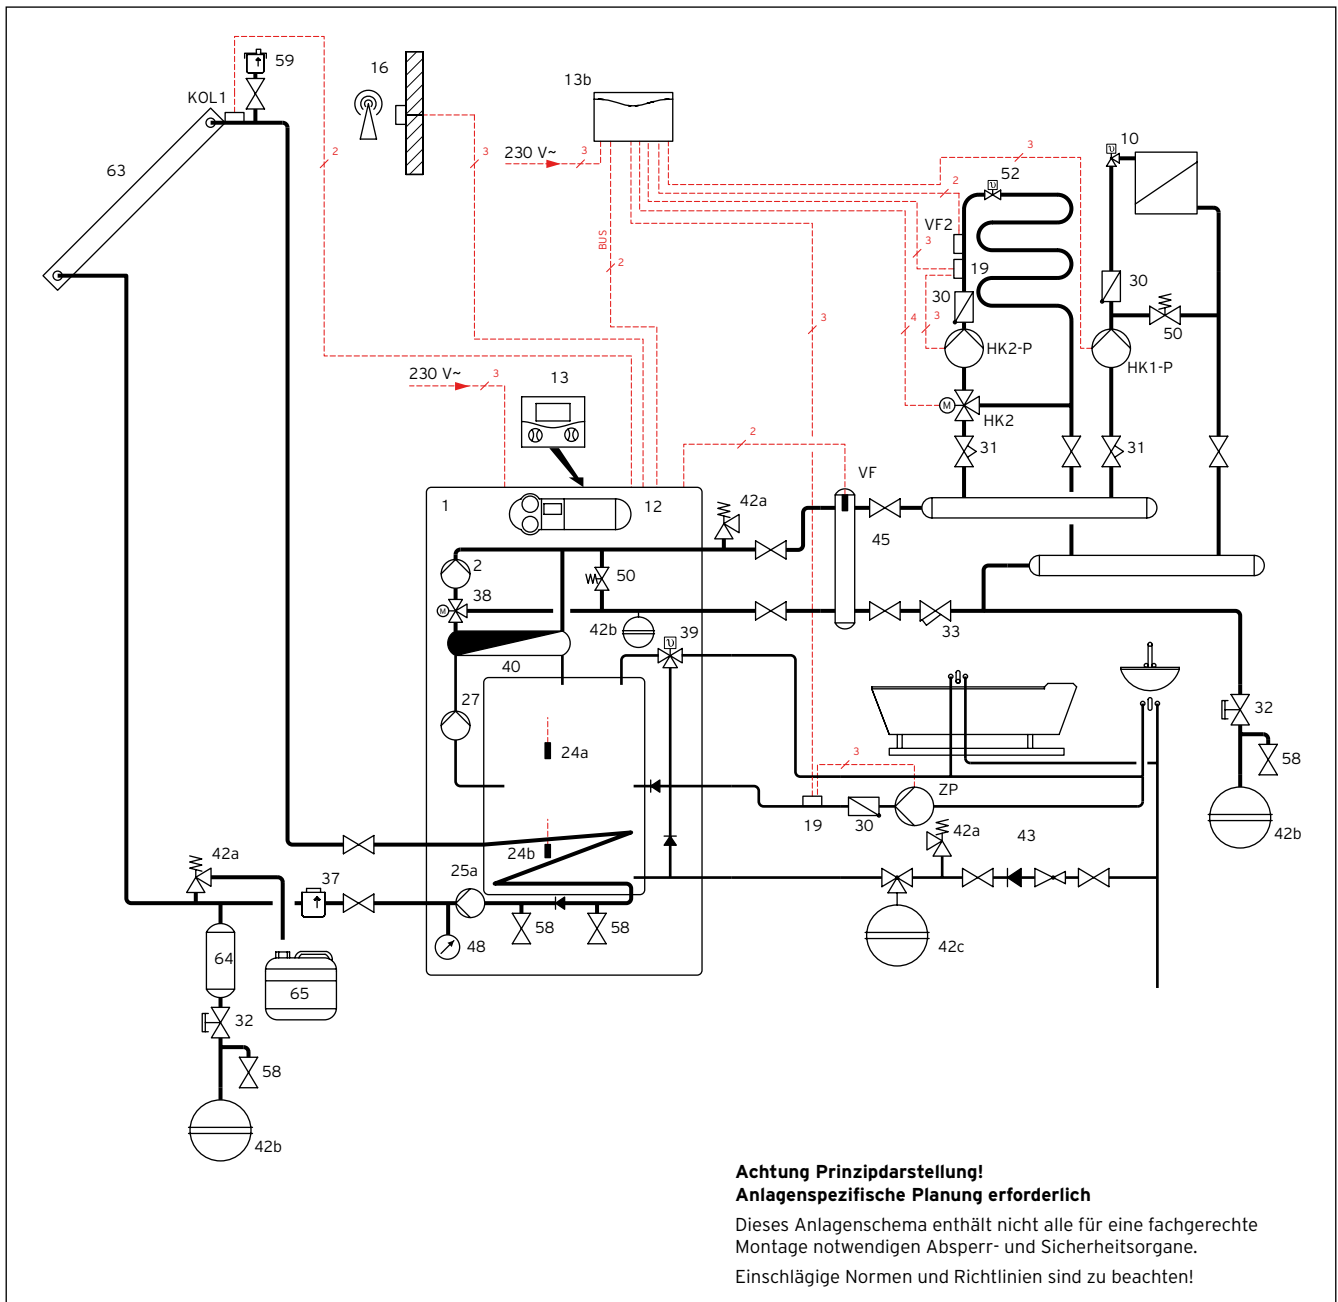 59
16
13b
KOL1
63
2
3
230 V~
3
3
10
52
2
VF2
BUS
2
3
19
30
30
3
4
3
50
HK2-P
HK1-P
230 V~
3
13
M
HK2
2
31
31
VF
1
12
42a
45
2
50
38
M
42b
39
33
40
27
32
24a
58
3
ZP
19
30
42a
43
42b
42a
37
25a
24b
58
58
48
42c
64
65
32
58
42b
Achtung Prinzipdarstellung!
Anlagenspezifische Planung erforderlich
Dieses Anlagenschema enthält nicht alle für eine fachgerechte
Montage notwendigen Absperr- und Sicherheitsorgane.
Einschlägige Normen und Richtlinien sind zu beachten!